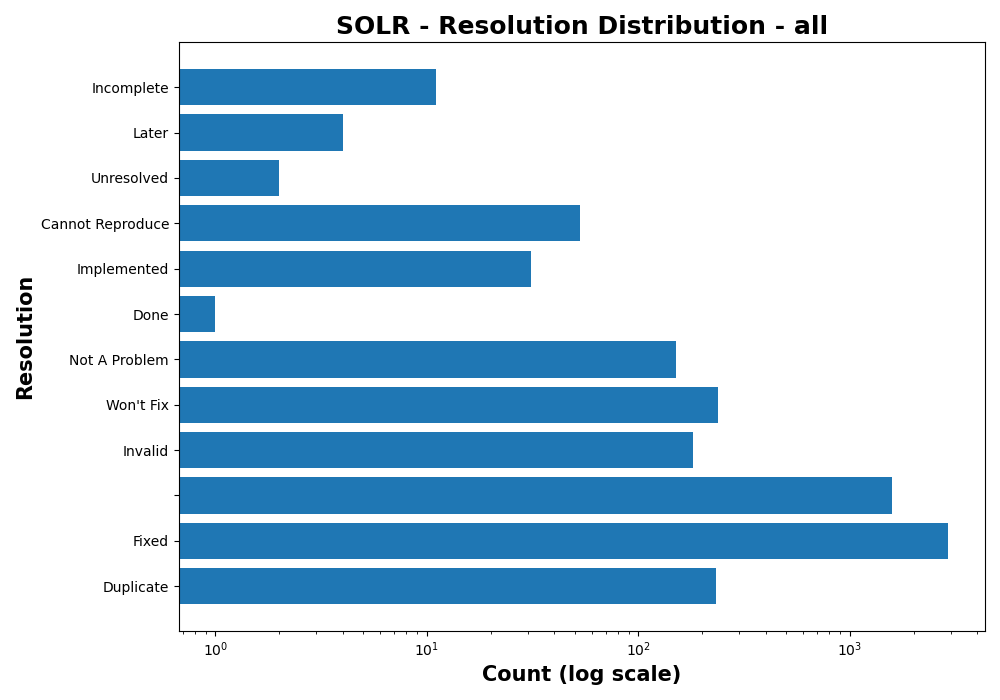 SOLR - Resolution Distribution - all
Incomplete
Later
Unresolved
Cannot Reproduce
Implemented
Done
Not A Problem
Won't Fix
Invalid
Fixed
Duplicate
Resolution
10⁰ 10¹ 10² 10³
Count (log scale)